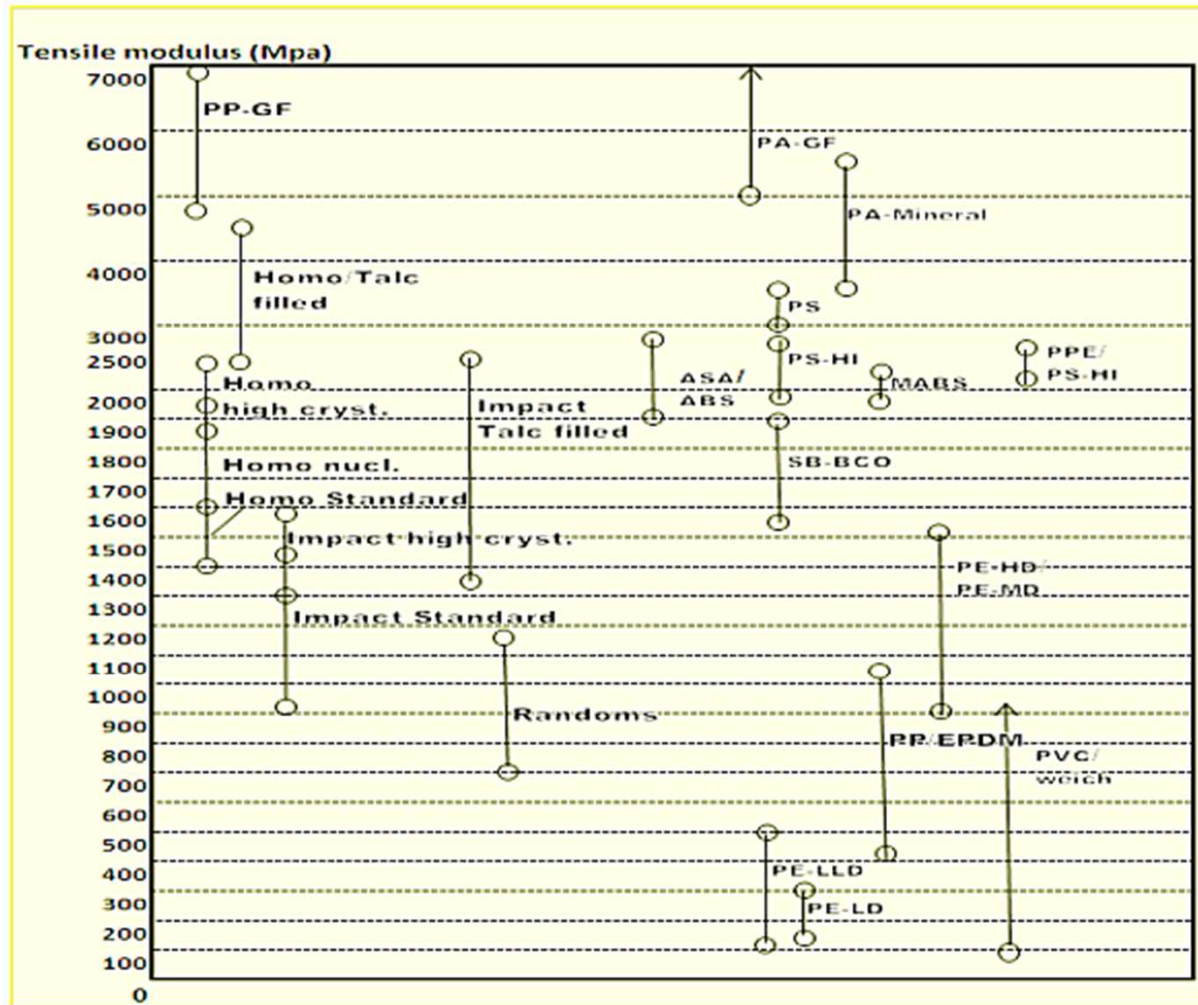 Tensile modulus (Mpa)
7000
PP-GF
6000
PA-GF
5000
PA-Mineral
4000
Homo/Talc
filled
PS
3000
2500
PPE/
PS-HI
PS-HI
ASA/
ABS
MABS
Homo
high cryst.
2000
Impact
Talc filled
1900
1800
Homo nucl.
SB-BCO
1700
Homo Standard
1600
Impact high cryst.
1500
PE-HD/
PE-MD
1400
1300
Impact Standard
1200
1100
1000
Randoms
900
PP/EPDM
800
PVC/
weich
700
600
500
400
PE-LLD
300
PE-LD
200
100
0